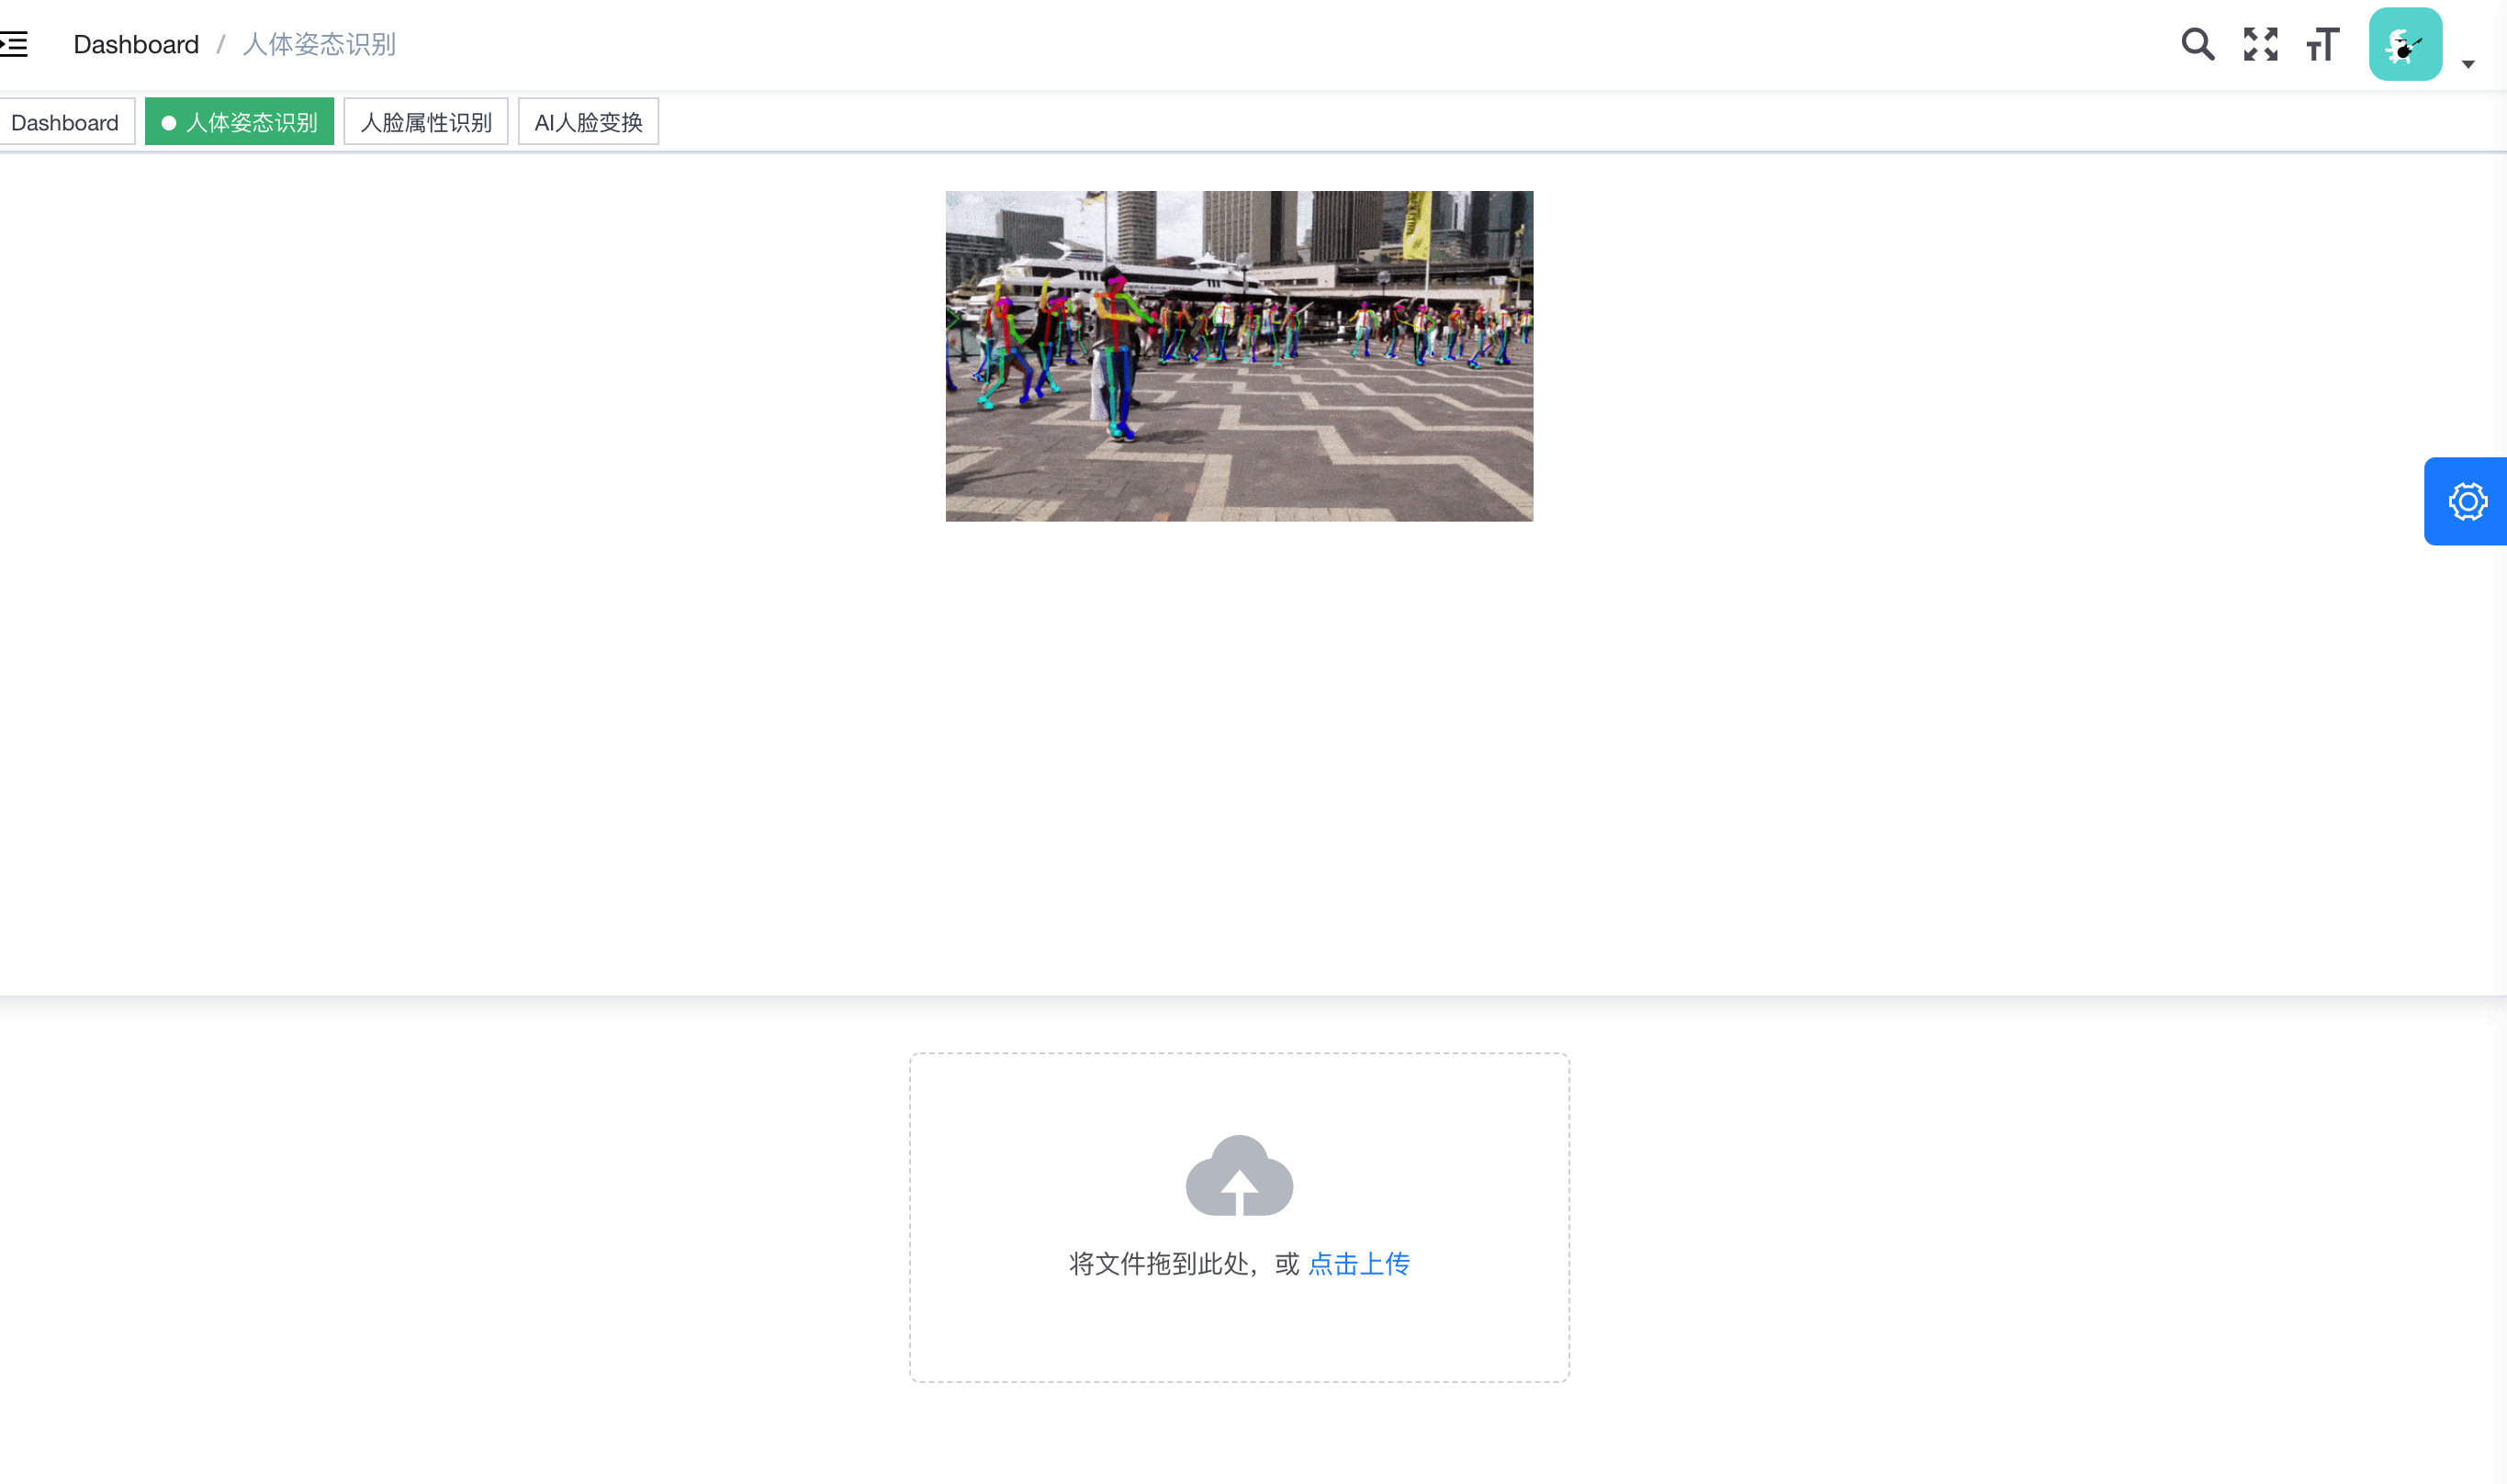 Dashboard / 人体姿态识别
Dashboard
人体姿态识别
人脸属性识别
AI人脸变换
将文件拖到此处，或 点击上传